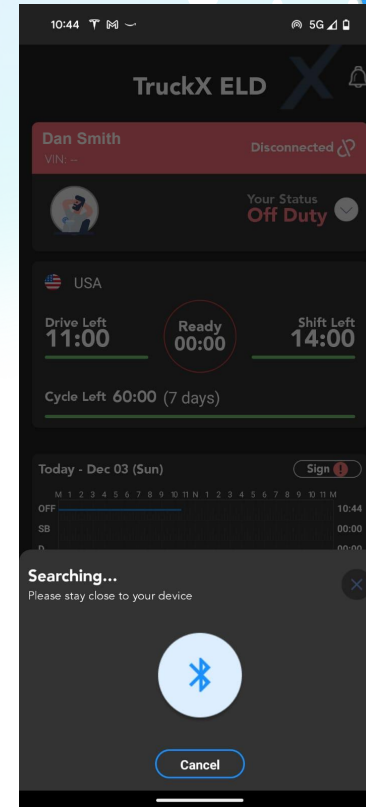 10:44 5G
TruckX ELD
Dan Smith
Disconnected
VIN: –
Your Status
Off Duty
USA
Drive Left
11:00
Ready
00:00
Shift Left
14:00
Cycle Left 60:00 (7 days)
Today - Dec 03 (Sun) Sign
M 1 2 3 4 5 6 7 8 9 10 11 N 1 2 3 4 5 6 7 8 9 10 11 M
OFF 10:44
SB 00:00
D 00:00
Searching...
Please stay close to your device
Cancel